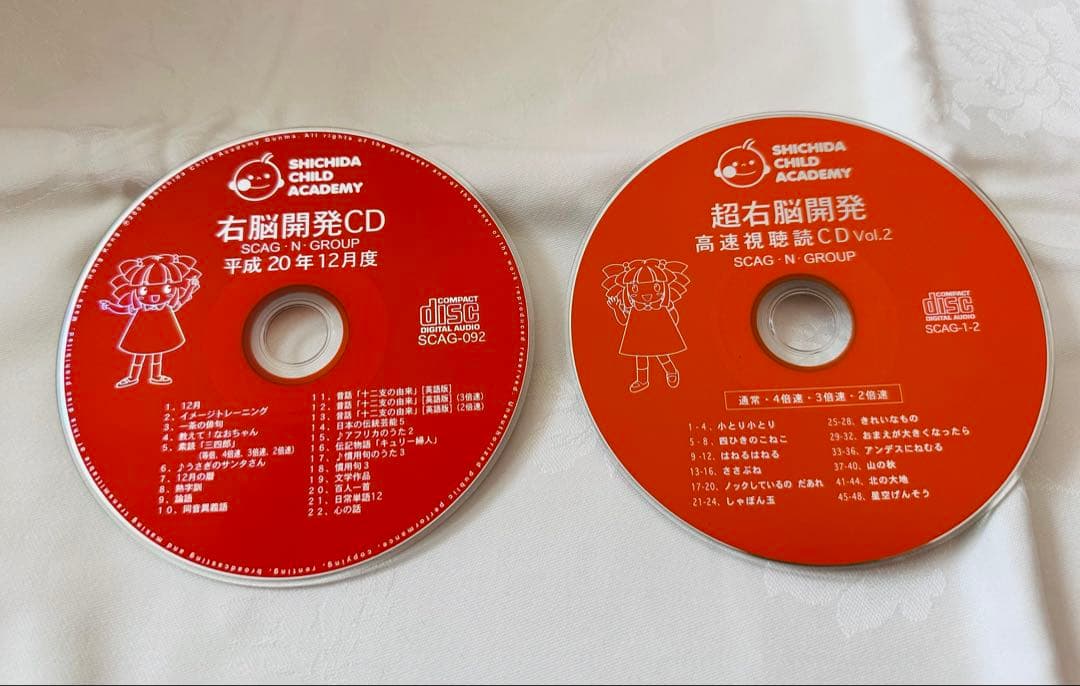 SHICHIDA
CHILD
ACADEMY
右脳開発CD
SCAG・N・GROUP
平成20年12月度
COMPACT
disc
DIGITAL AUDIO
SCAG-092
1、12月
2、イメージトレーニング
3、一茶の俳句
4、教えて！なおちゃん
5、素読「三四郎」
(等倍、4倍速、3倍速、2倍速)
6、♪うさぎのサンタさん
7、12月の暦
8、熟字訓
9、論語
10、同音異義語
11、昔話「十二支の由来」[英語版]
12、昔話「十二支の由来」[英語版](3倍速)
13、昔話「十二支の由来」[英語版](2倍速)
14、日本の伝統芸能5
15、♪アフリカのうた2
16、伝記物語「キュリー婦人」
17、♪慣用句のうた3
18、慣用句3
19、文学作品
20、百人一首
21、日常単語12
22、心の話
SHICHIDA
CHILD
ACADEMY
超右脳開発
高速視聴読CD Vol.2
SCAG・N・GROUP
COMPACT
disc
DIGITAL AUDIO
SCAG-1-2
通常・4倍速・3倍速・2倍速
1-4、小とり小とり
5-8、四ひきのこねこ
9-12、はねるはねる
13-16、ささぶね
17-20、ノックしているの だあれ
21-24、しゃぼん玉
25-28、きれいなもの
29-32、おまえが大きくなったら
33-36、アンデスにねむる
37-40、山の秋
41-44、北の大地
45-48、星空げんそう